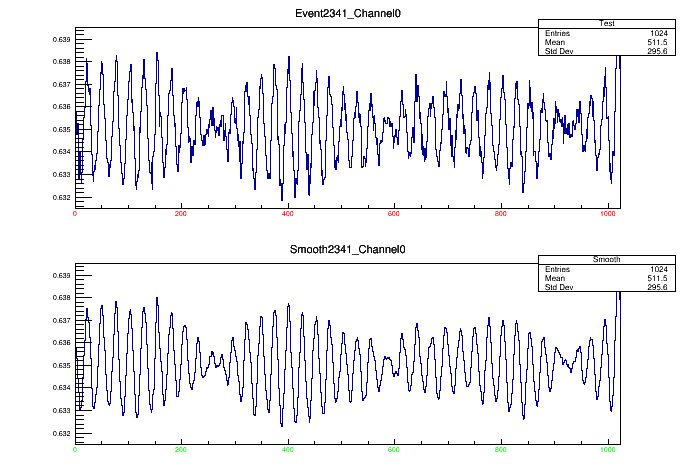 Event2341_Channel0
Test
Entries 1024
Mean 511.5
Std Dev 295.6
0.639
0.638
0.637
0.636
0.635
0.634
0.633
0.632
0 200 400 600 800 1000
Smooth2341_Channel0
Smooth
Entries 1024
Mean 511.5
Std Dev 295.6
0.639
0.638
0.637
0.636
0.635
0.634
0.633
0.632
0 200 400 600 800 1000